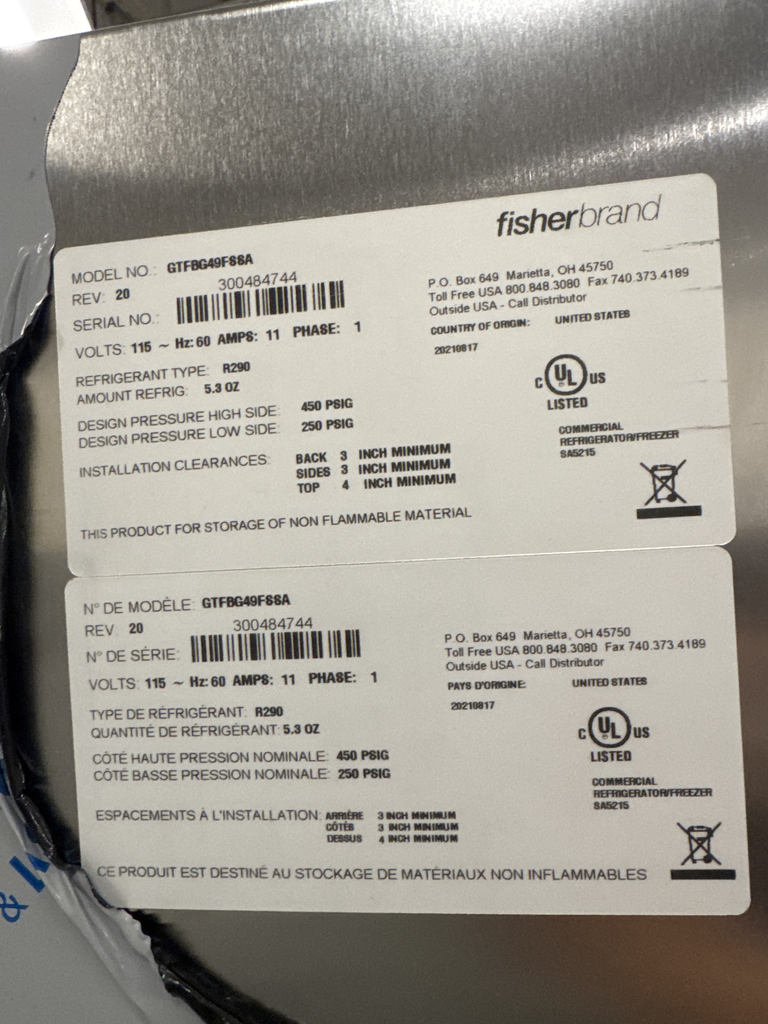 fisherbrand
MODEL NO.: GTFBG49FSSA
REV: 20
300484744
SERIAL NO.:
VOLTS: 115 ~ Hz: 60 AMPS: 11 PHASE: 1
REFRIGERANT TYPE: R290
AMOUNT REFRIG: 5.3 OZ
DESIGN PRESSURE HIGH SIDE: 450 PSIG
DESIGN PRESSURE LOW SIDE: 250 PSIG
INSTALLATION CLEARANCES: BACK 3 INCH MINIMUM
SIDES 3 INCH MINIMUM
TOP 4 INCH MINIMUM
THIS PRODUCT FOR STORAGE OF NON FLAMMABLE MATERIAL
P.O. Box 649 Marietta, OH 45750
Toll Free USA 800.848.3080 Fax 740.373.4189
Outside USA - Call Distributor
COUNTRY OF ORIGIN: UNITED STATES
20210817
C UL US
LISTED
COMMERCIAL
REFRIGERATOR/FREEZER
SA5215
N° DE MODÈLE: GTFBG49FSSA
REV: 20
300484744
N° DE SÉRIE:
VOLTS: 115 ~ Hz: 60 AMPS: 11 PHASE: 1
TYPE DE RÉFRIGÉRANT: R290
QUANTITÉ DE RÉFRIGÉRANT: 5.3 OZ
CÔTÉ HAUTE PRESSION NOMINALE: 450 PSIG
CÔTÉ BASSE PRESSION NOMINALE: 250 PSIG
ESPACEMENTS À L'INSTALLATION: ARRIÈRE 3 INCH MINIMUM
CÔTÉS 3 INCH MINIMUM
DESSUS 4 INCH MINIMUM
CE PRODUIT EST DESTINÉ AU STOCKAGE DE MATÉRIAUX NON INFLAMMABLES
P.O. Box 649 Marietta, OH 45750
Toll Free USA 800.848.3080 Fax 740.373.4189
Outside USA - Call Distributor
PAYS D'ORIGINE: UNITED STATES
20210817
C UL US
LISTED
COMMERCIAL
REFRIGERATOR/FREEZER
SA5215
&